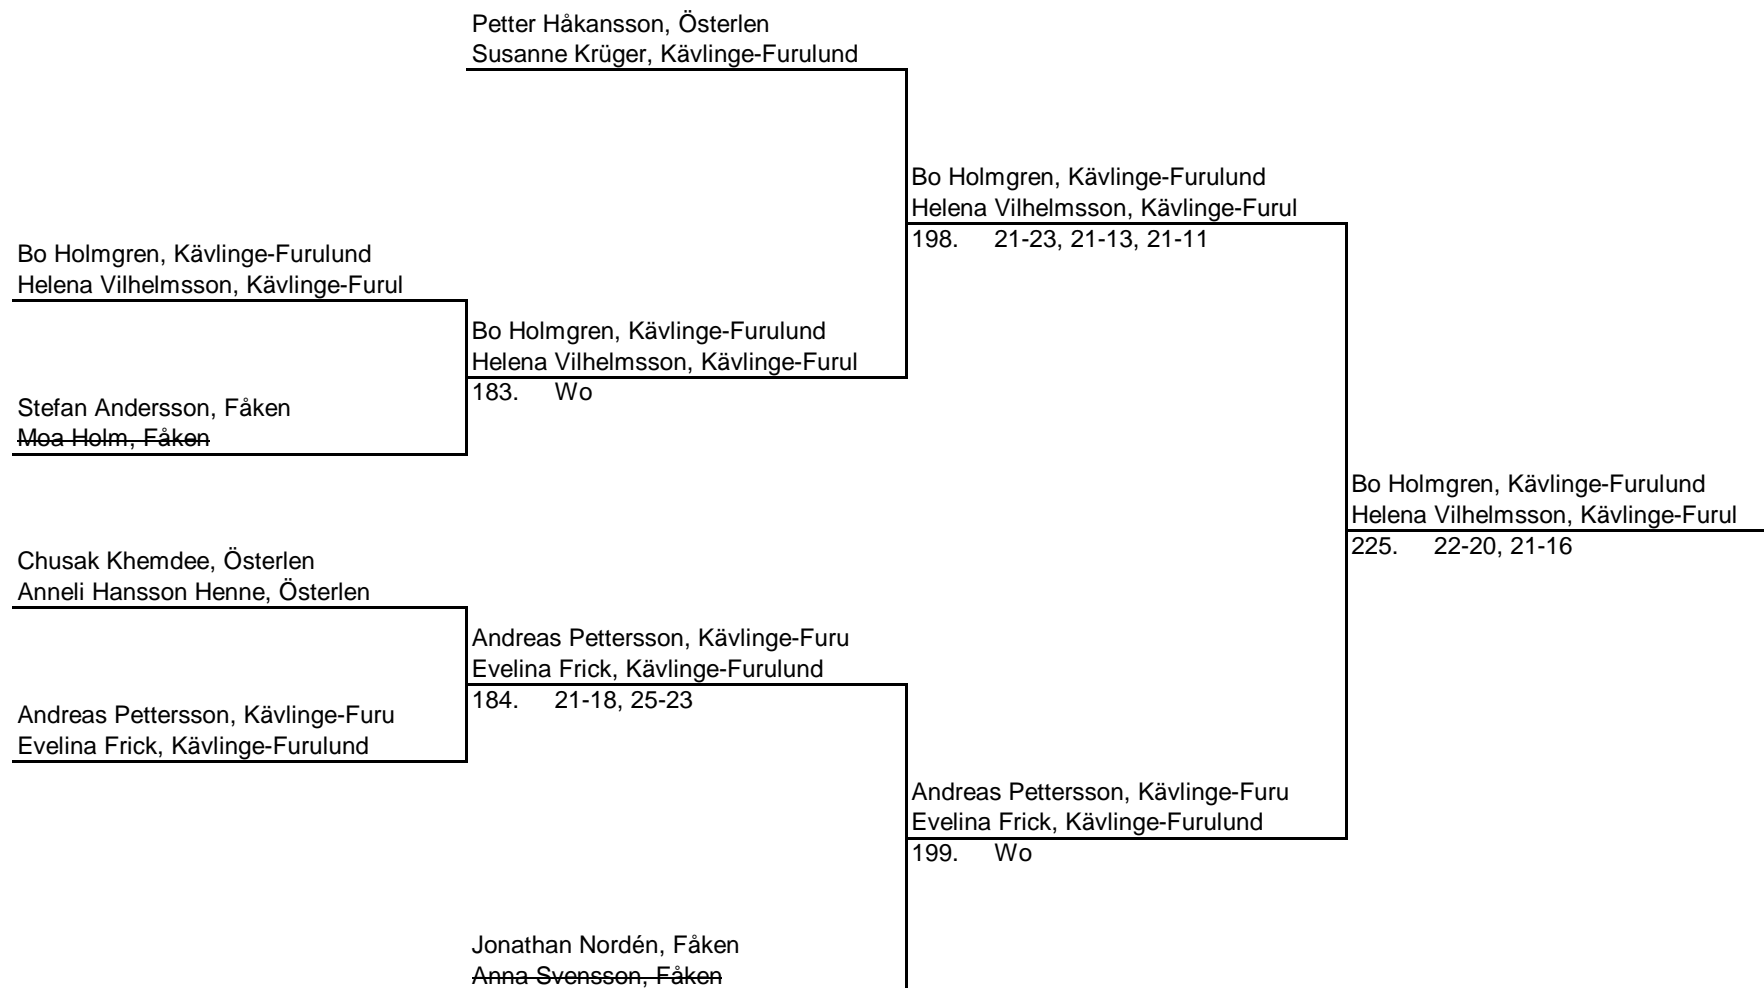 Petter Håkansson, Österlen
Susanne Krüger, Kävlinge-Furulund
Bo Holmgren, Kävlinge-Furulund
Helena Vilhelmsson, Kävlinge-Furul
198. 21-23, 21-13, 21-11
Bo Holmgren, Kävlinge-Furulund
Helena Vilhelmsson, Kävlinge-Furul
Bo Holmgren, Kävlinge-Furulund
Helena Vilhelmsson, Kävlinge-Furul
183. Wo
Stefan Andersson, Fåken
Moa Holm, Fåken
Bo Holmgren, Kävlinge-Furulund
Helena Vilhelmsson, Kävlinge-Furul
225. 22-20, 21-16
Chusak Khemdee, Österlen
Anneli Hansson Henne, Österlen
Andreas Pettersson, Kävlinge-Furu
Evelina Frick, Kävlinge-Furulund
184. 21-18, 25-23
Andreas Pettersson, Kävlinge-Furu
Evelina Frick, Kävlinge-Furulund
Andreas Pettersson, Kävlinge-Furu
Evelina Frick, Kävlinge-Furulund
199. Wo
Jonathan Nordén, Fåken
Anna Svensson, Fåken